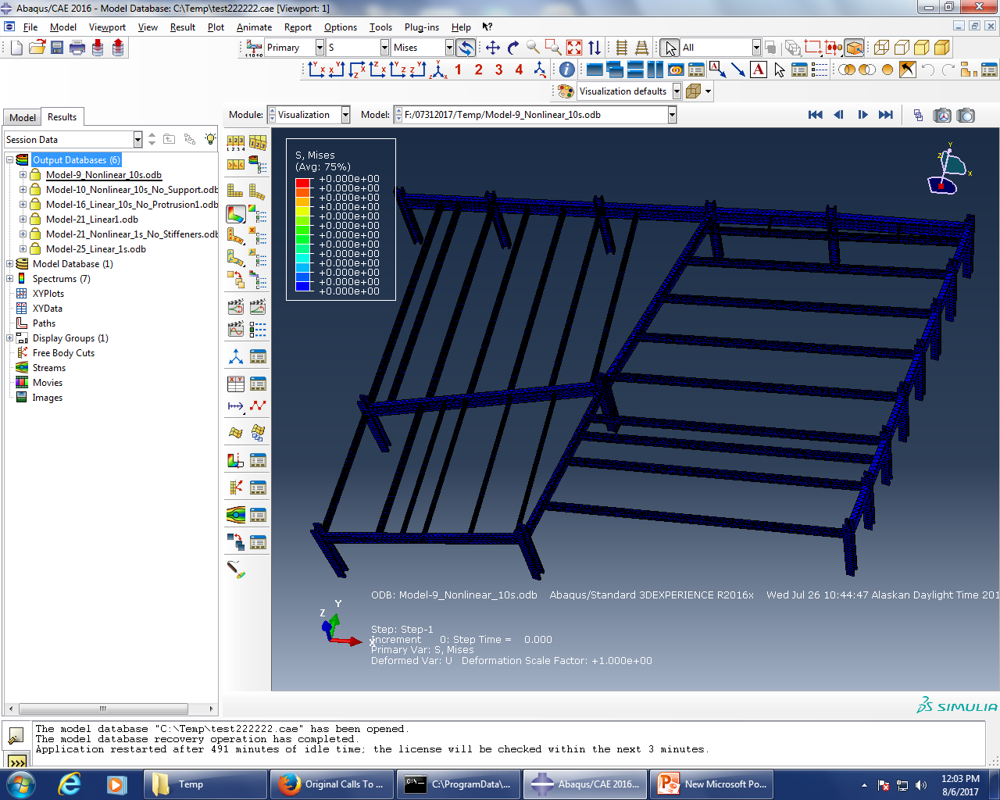 Abaqus/CAE 2016 - Model Database: C:\Temp\test222222.cae [Viewport: 1]
File Model Viewport View Result Plot Animate Report Options Tools Plug-ins Help
Primary S Mises All
1 2 3 4
Visualization defaults
Model Results
Module: Visualization Model: F:/07312017/Temp/Model-9_Nonlinear_10s.odb
Session Data
Output Databases (6)
Model-9_Nonlinear_10s.odb
Model-10_Nonlinear_10s_No_Support.odb
Model-16_Linear_10s_No_Protrusion1.odb
Model-21_Linear1.odb
Model-21_Nonlinear_1s_No_Stiffeners.odb
Model-25_Linear_1s.odb
Model Database (1)
Spectrums (7)
XYPlots
XYData
Paths
Display Groups (1)
Free Body Cuts
Streams
Movies
Images
S, Mises
(Avg: 75%)
+0.000e+00
+0.000e+00
+0.000e+00
+0.000e+00
+0.000e+00
+0.000e+00
+0.000e+00
+0.000e+00
+0.000e+00
+0.000e+00
+0.000e+00
+0.000e+00
+0.000e+00
Y
Z
X
ODB: Model-9_Nonlinear_10s.odb Abaqus/Standard 3DEXPERIENCE R2016x Wed Jul 26 10:44:47 Alaskan Daylight Time 201
Y
Z
X
Step: Step-1
Increment 0: Step Time = 0.000
Primary Var: S, Mises
Deformed Var: U Deformation Scale Factor: +1.000e+00
SIMULIA
The model database "C:\Temp\test222222.cae" has been opened.
The model database recovery operation has completed.
Application restarted after 491 minutes of idle time; the license will be checked within the next 3 minutes.
>>>
Temp
Original Calls To ...
C:\ProgramData\...
Abaqus/CAE 2016...
New Microsoft Po...
12:03 PM
8/6/2017